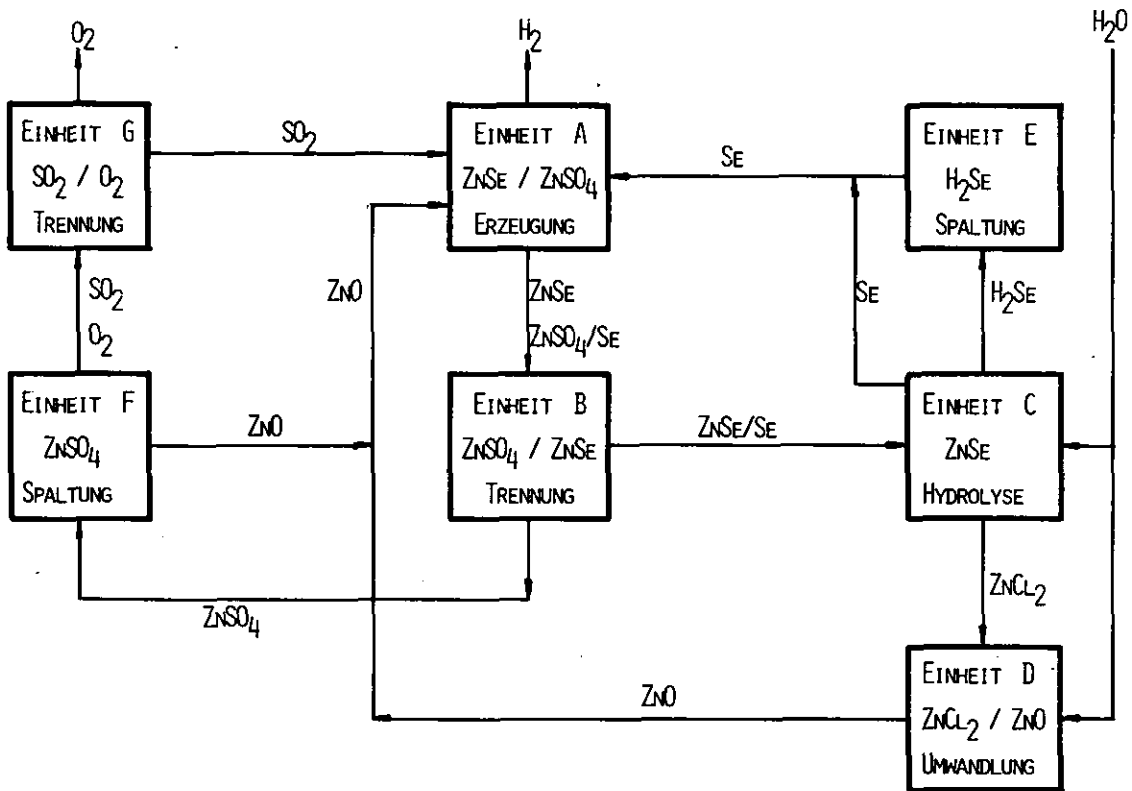 O2
H2
H2O
EINHEIT G
SO2 / O2
TRENNUNG
SO2
EINHEIT A
ZNSE / ZNSO4
ERZEUGUNG
SE
EINHEIT E
H2SE
SPALTUNG
SO2
O2
ZNO
ZNSE
ZNSO4/SE
SE
H2SE
EINHEIT F
ZNSO4
SPALTUNG
ZNO
EINHEIT B
ZNSO4 / ZNSE
TRENNUNG
ZNSE/SE
EINHEIT C
ZNSE
HYDROLYSE
ZNSO4
ZNCL2
ZNO
EINHEIT D
ZNCL2 / ZNO
UMWANDLUNG